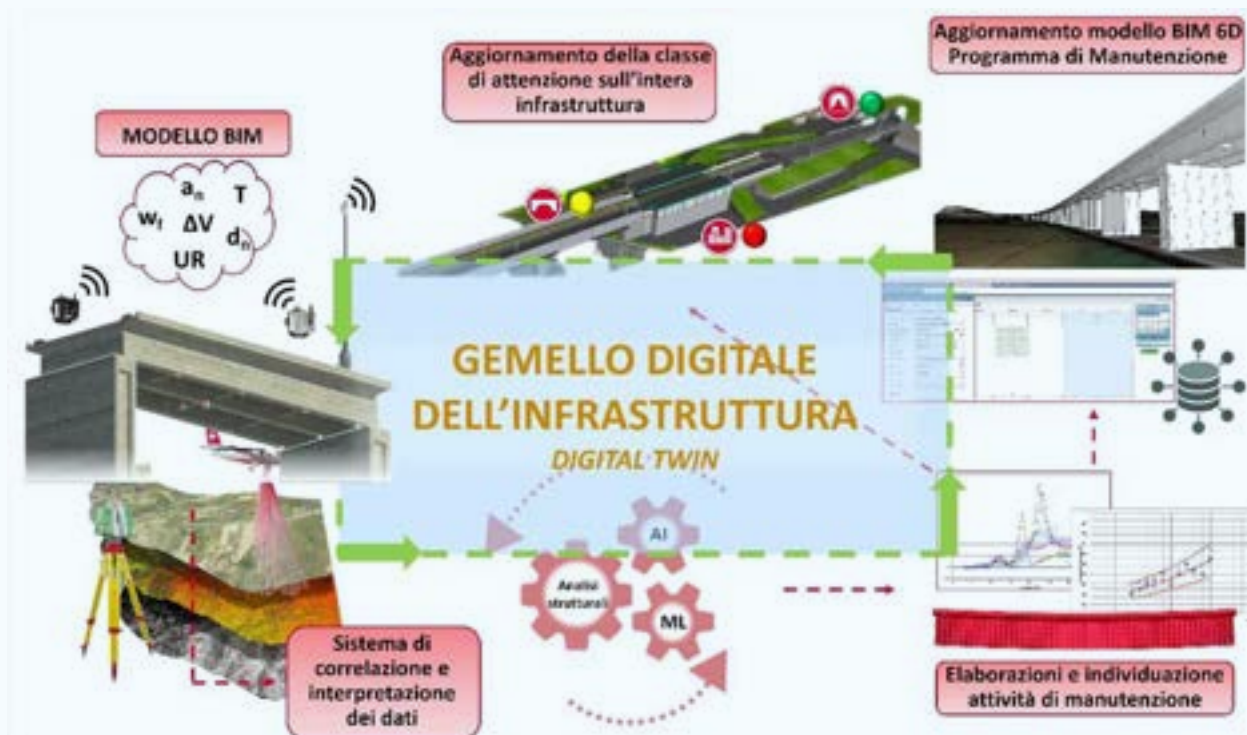 Aggiornamento della classe
di attenzione sull'intera
infrastruttura
Aggiornamento modello BIM 6D
Programma di Manutenzione
MODELLO BIM
aₙ T
ΔV
dₙ
UR
GEMELLO DIGITALE
DELL'INFRASTRUTTURA
DIGITAL TWIN
AI
Analisi
strutturali
ML
Sistema di
correlazione e
interpretazione
dei dati
Elaborazioni e individuazione
attività di manutenzione